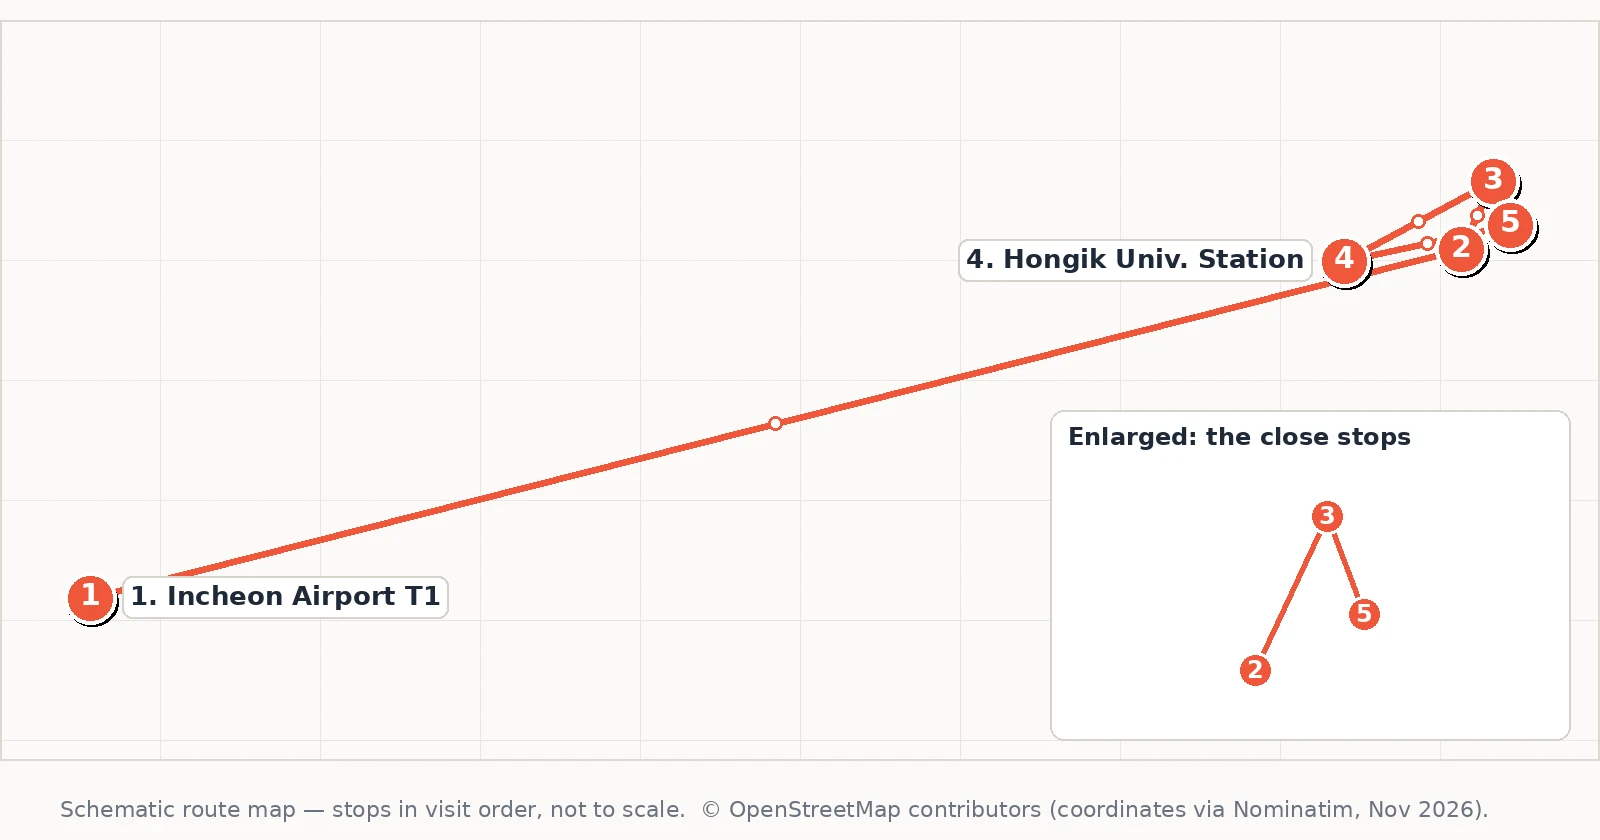 3
5
2
4
4. Hongik Univ. Station
Enlarged: the close stops
3
5
2
1
1. Incheon Airport T1
Schematic route map — stops in visit order, not to scale.  © OpenStreetMap contributors (coordinates via Nominatim, Nov 2026).